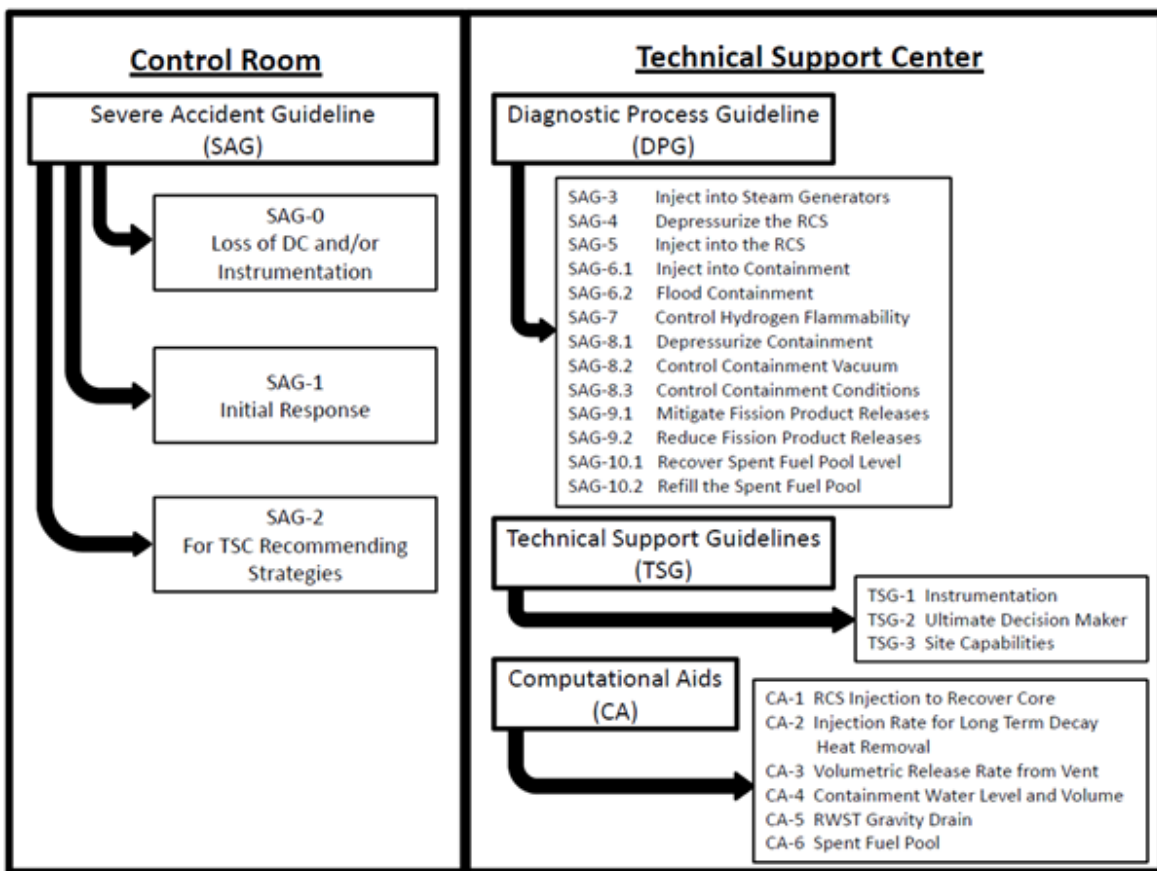 Control Room
Severe Accident Guideline
(SAG)
SAG-0
Loss of DC and/or
Instrumentation
SAG-1
Initial Response
SAG-2
For TSC Recommending
Strategies
Technical Support Center
Diagnostic Process Guideline
(DPG)
SAG-3 Inject into Steam Generators
SAG-4 Depressurize the RCS
SAG-5 Inject into the RCS
SAG-6.1 Inject into Containment
SAG-6.2 Flood Containment
SAG-7 Control Hydrogen Flammability
SAG-8.1 Depressurize Containment
SAG-8.2 Control Containment Vacuum
SAG-8.3 Control Containment Conditions
SAG-9.1 Mitigate Fission Product Releases
SAG-9.2 Reduce Fission Product Releases
SAG-10.1 Recover Spent Fuel Pool Level
SAG-10.2 Refill the Spent Fuel Pool
Technical Support Guidelines
(TSG)
TSG-1 Instrumentation
TSG-2 Ultimate Decision Maker
TSG-3 Site Capabilities
Computational Aids
(CA)
CA-1 RCS Injection to Recover Core
CA-2 Injection Rate for Long Term Decay
Heat Removal
CA-3 Volumetric Release Rate from Vent
CA-4 Containment Water Level and Volume
CA-5 RWST Gravity Drain
CA-6 Spent Fuel Pool